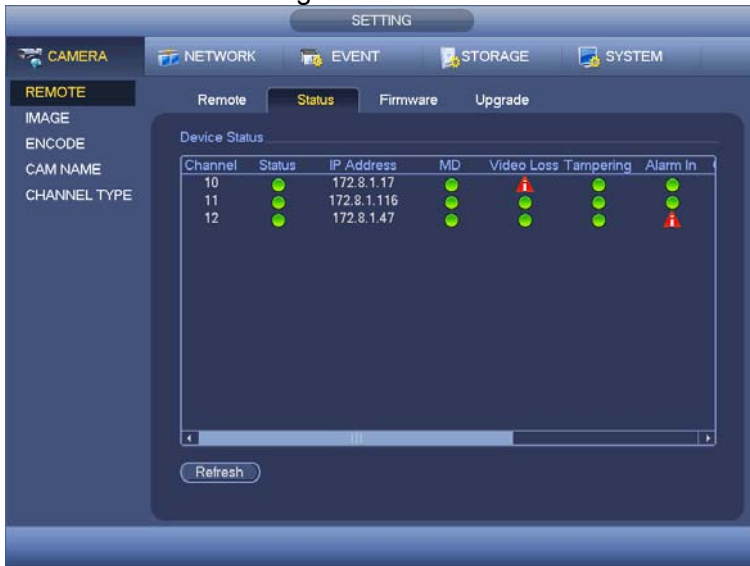 SETTING
CAMERA NETWORK EVENT STORAGE SYSTEM
REMOTE
IMAGE
ENCODE
CAM NAME
CHANNEL TYPE
Remote Status Firmware Upgrade
Device Status
Channel Status IP Address MD Video Loss Tampering Alarm In
10 172.8.1.17
11 172.8.1.116
12 172.8.1.47
Refresh